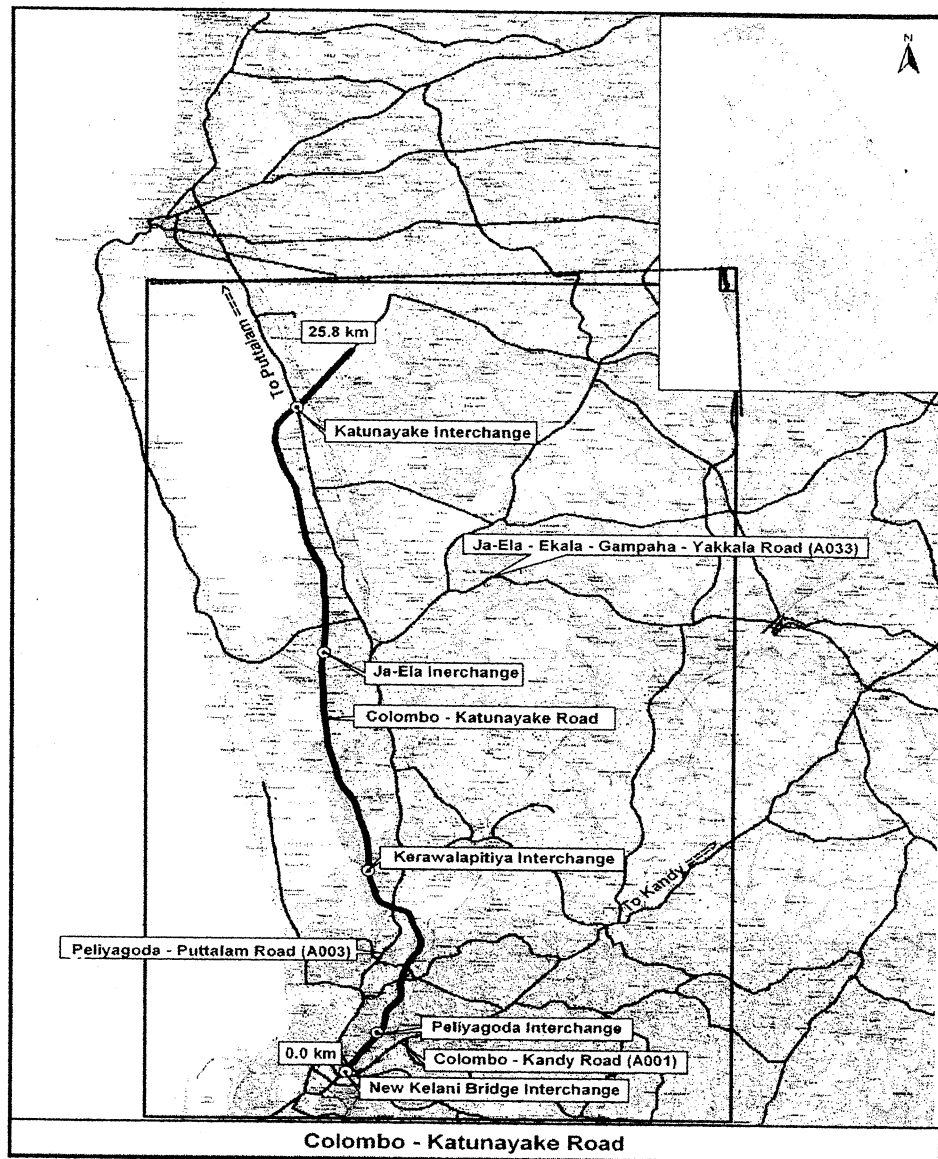 N
To Puttalam
25.8 km
Katunayake Interchange
Ja-Ela - Ekala - Gampaha - Yakkala Road (A033)
Ja-Ela Inerchange
Colombo - Katunayake Road
Kerawalapitiya Interchange
To Kandy
Peliyagoda - Puttalam Road (A003)
Peliyagoda Interchange
0.0 km
Colombo - Kandy Road (A001)
New Kelani Bridge Interchange
Colombo - Katunayake Road